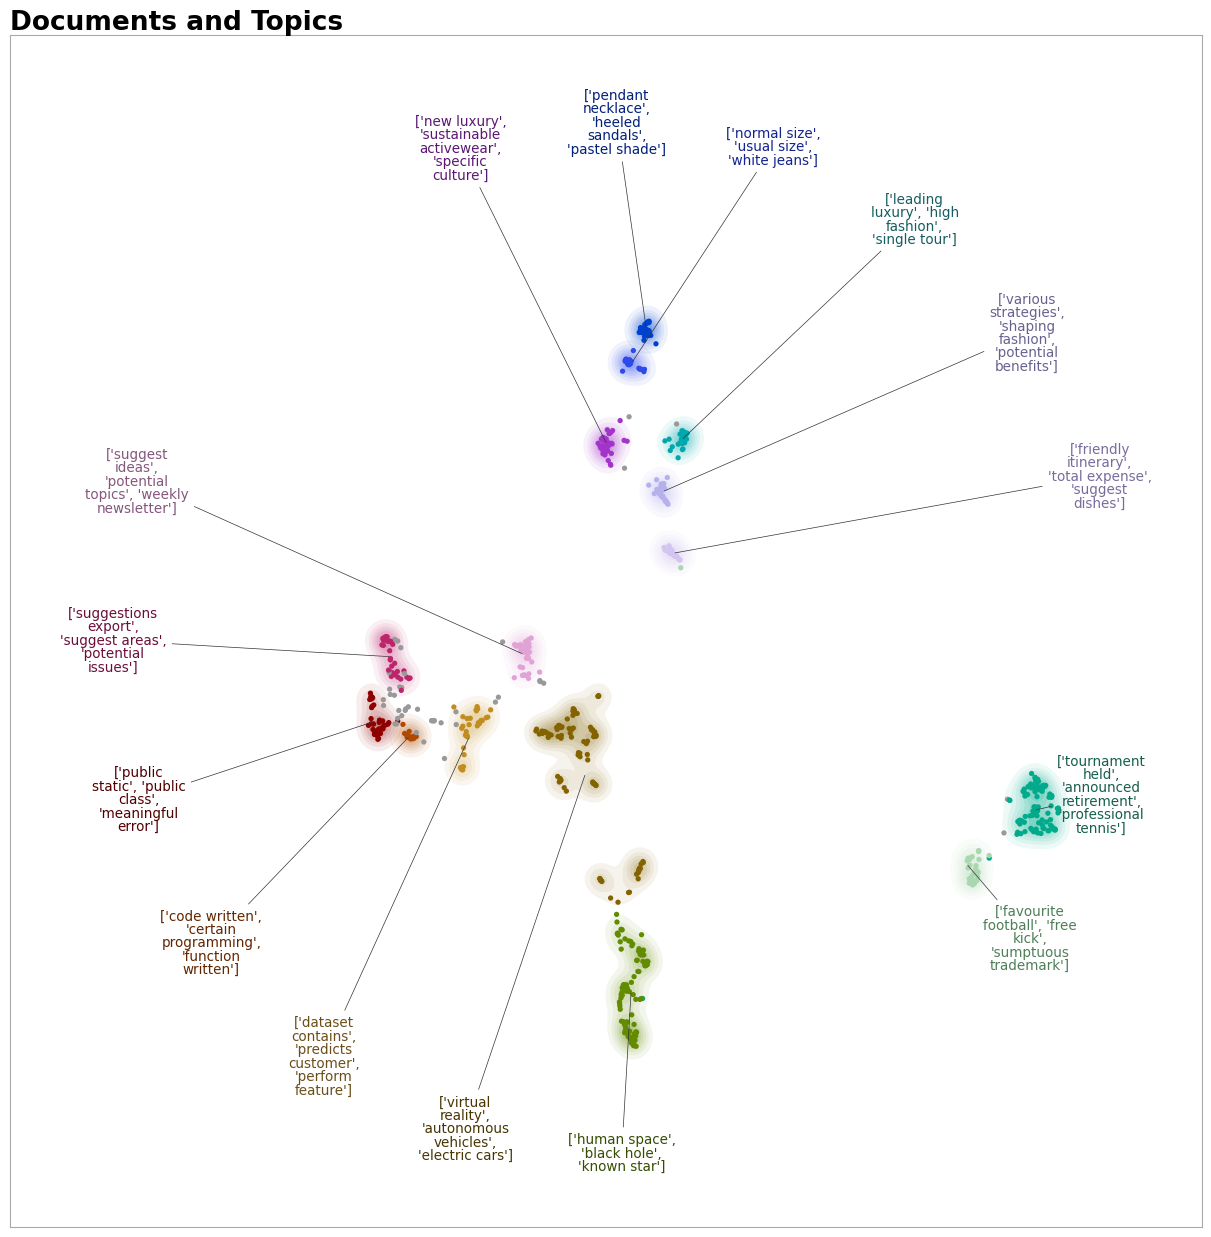 Documents and Topics
['pendant
necklace',
'heeled
sandals',
'pastel shade']
['new luxury',
'sustainable
activewear',
'specific
culture']
['normal size',
'usual size',
'white jeans']
['leading
luxury', 'high
fashion',
'single tour']
['various
strategies',
'shaping
fashion',
'potential
benefits']
['friendly
itinerary',
'total expense',
'suggest
dishes']
['suggest
ideas',
'potential
topics', 'weekly
newsletter']
['suggestions
export',
'suggest areas',
'potential
issues']
['public
static', 'public
class',
'meaningful
error']
['tournament
held',
'announced
retirement',
'professional
tennis']
['code written',
'certain
programming',
'function
written']
['favourite
football', 'free
kick',
'sumptuous
trademark']
['dataset
contains',
'predicts
customer',
'perform
feature']
['virtual
reality',
'autonomous
vehicles',
'electric cars']
['human space',
'black hole',
'known star']